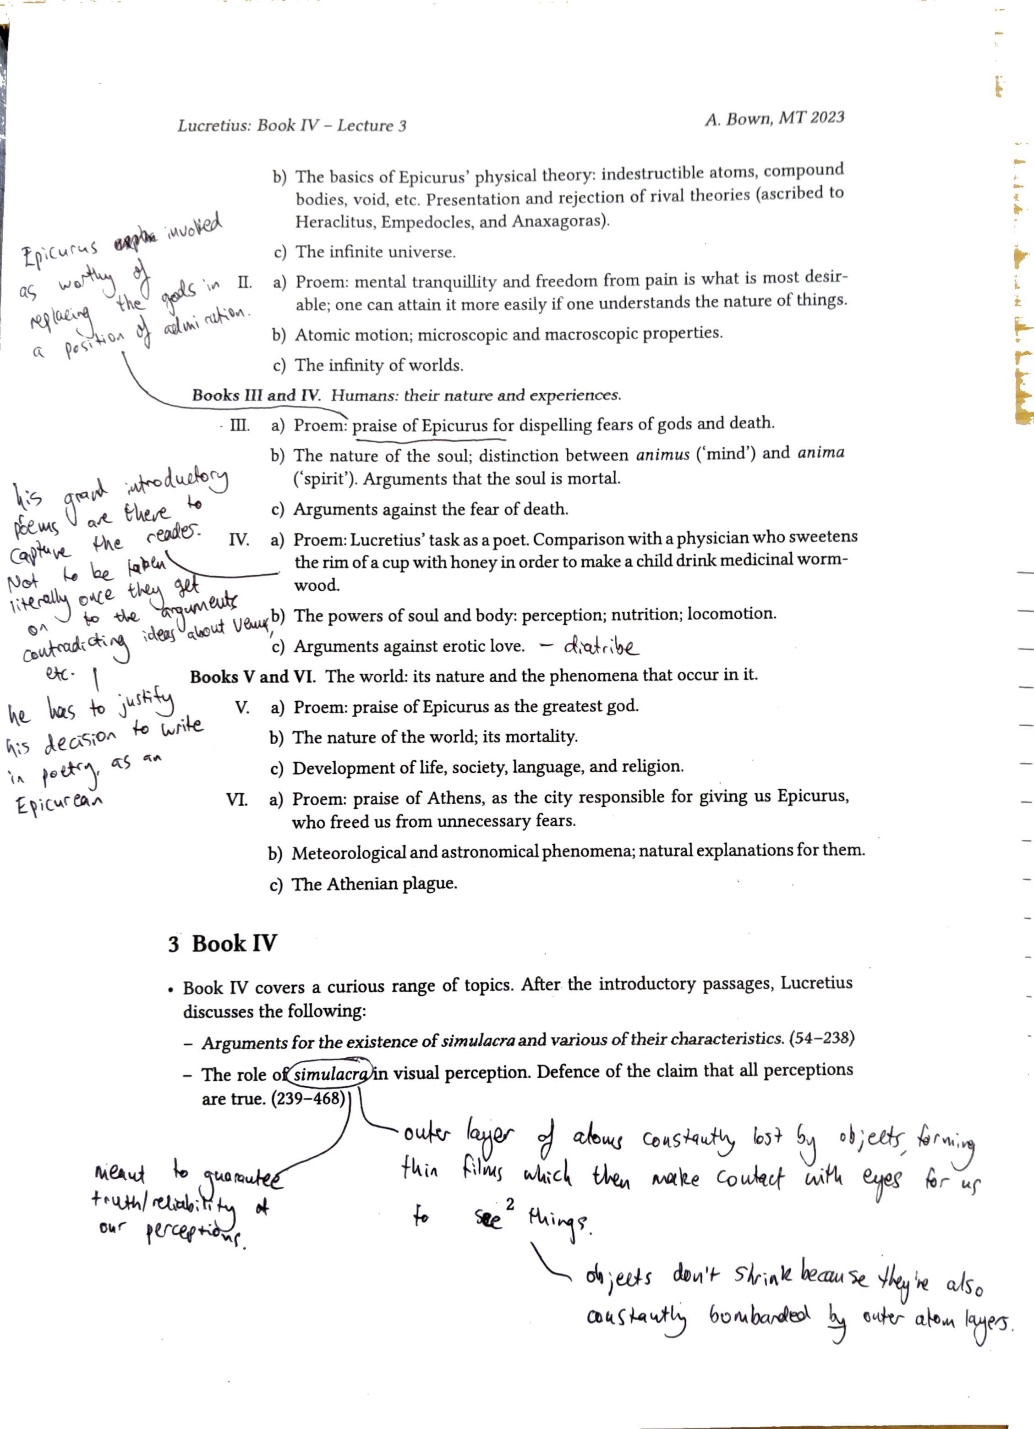 Lucretius: Book IV – Lecture 3
A. Bown, MT 2023
b) The basics of Epicurus' physical theory: indestructible atoms, compound
bodies, void, etc. Presentation and rejection of rival theories (ascribed to
Heraclitus, Empedocles, and Anaxagoras).
c) The infinite universe.
Epicurus invoked
as worthy of
replacing the gods in
a position of admiration.
II. a) Proem: mental tranquillity and freedom from pain is what is most desir-
able; one can attain it more easily if one understands the nature of things.
b) Atomic motion; microscopic and macroscopic properties.
c) The infinity of worlds.
Books III and IV. Humans: their nature and experiences.
III. a) Proem: praise of Epicurus for dispelling fears of gods and death.
b) The nature of the soul; distinction between animus ('mind') and anima
('spirit'). Arguments that the soul is mortal.
c) Arguments against the fear of death.
his grand introductory
poems are there to
capture the reader.
Not to be taken
literally once they get
on to the arguments
contradicting ideas about Venus,
etc.
he has to justify
his decision to write
in poetry, as an
Epicurean
IV. a) Proem: Lucretius' task as a poet. Comparison with a physician who sweetens
the rim of a cup with honey in order to make a child drink medicinal worm-
wood.
b) The powers of soul and body: perception; nutrition; locomotion.
c) Arguments against erotic love. – diatribe
Books V and VI. The world: its nature and the phenomena that occur in it.
V. a) Proem: praise of Epicurus as the greatest god.
b) The nature of the world; its mortality.
c) Development of life, society, language, and religion.
VI. a) Proem: praise of Athens, as the city responsible for giving us Epicurus,
who freed us from unnecessary fears.
b) Meteorological and astronomical phenomena; natural explanations for them.
c) The Athenian plague.
3 Book IV
• Book IV covers a curious range of topics. After the introductory passages, Lucretius
discusses the following:
– Arguments for the existence of simulacra and various of their characteristics. (54–238)
– The role of simulacra in visual perception. Defence of the claim that all perceptions
are true. (239–468)
outer layer of atoms constantly lost by objects, forming
thin films which then make contact with eyes for us
to see² things.
meant to guarantee
truth/reliability of
our perceptions.
objects don't shrink because they're also
constantly bombarded by outer atom layers.